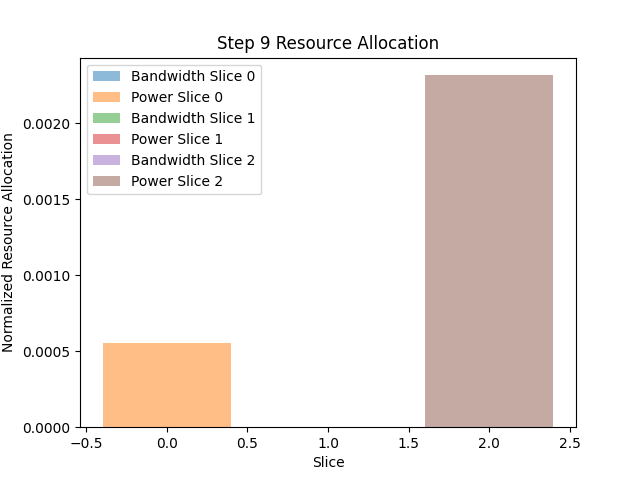 Step 9 Resource Allocation
Bandwidth Slice 0
Power Slice 0
Bandwidth Slice 1
Power Slice 1
Bandwidth Slice 2
Power Slice 2
Normalized Resource Allocation
0.0020
0.0015
0.0010
0.0005
0.0000
−0.5 0.0 0.5 1.0 1.5 2.0 2.5
Slice